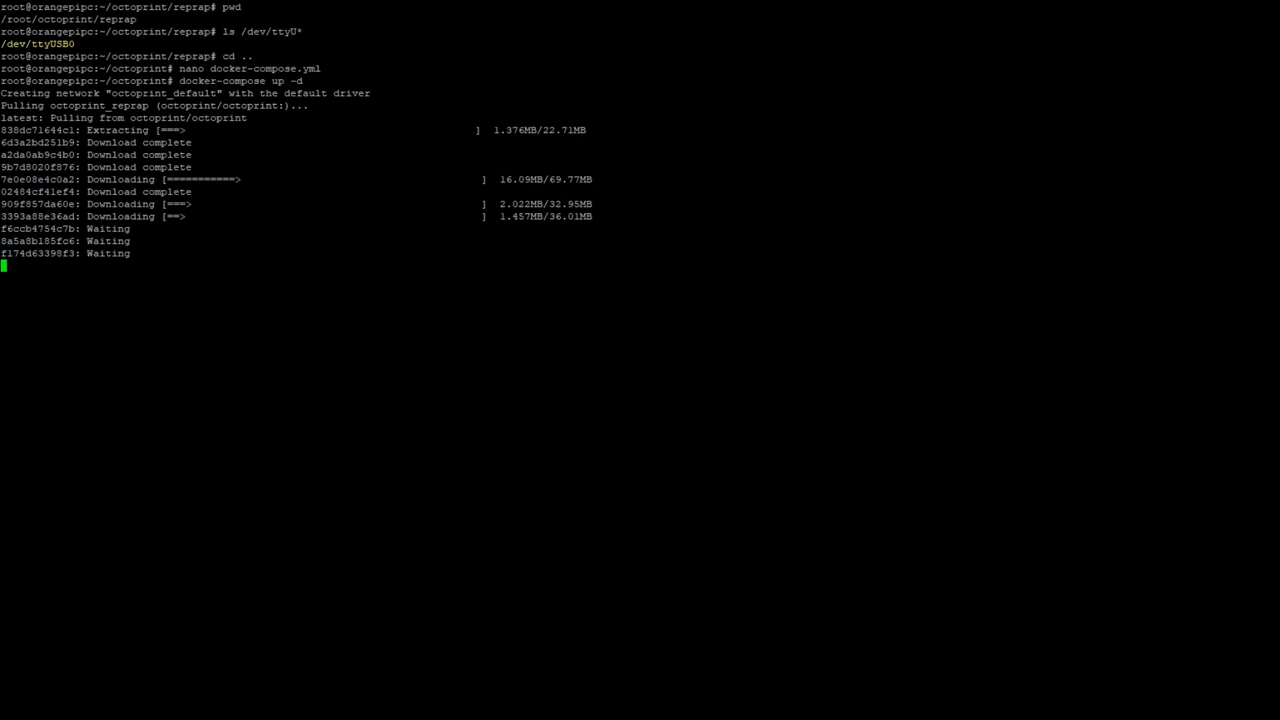 root@orangepipc:~/octoprint/reprap# pwd
/root/octoprint/reprap
root@orangepipc:~/octoprint/reprap# ls /dev/ttyU*
/dev/ttyUSB0
root@orangepipc:~/octoprint/reprap# cd ..
root@orangepipc:~/octoprint# nano docker-compose.yml
root@orangepipc:~/octoprint# docker-compose up -d
Creating network "octoprint_default" with the default driver
Pulling octoprint_reprap (octoprint/octoprint:)...
latest: Pulling from octoprint/octoprint
838dc71644c1: Extracting [===> ] 1.376MB/22.71MB
6d3a2bd251b9: Download complete
a2da0ab9c4b0: Download complete
9b7d8020f876: Download complete
7e0e08e4c0a2: Downloading [===========> ] 16.09MB/69.77MB
02484cf41ef4: Download complete
909f857da60e: Downloading [===> ] 2.022MB/32.95MB
3393a88e36ad: Downloading [==> ] 1.457MB/36.01MB
f6ccb4754c7b: Waiting
8a5a8b185fc6: Waiting
f174d63398f3: Waiting